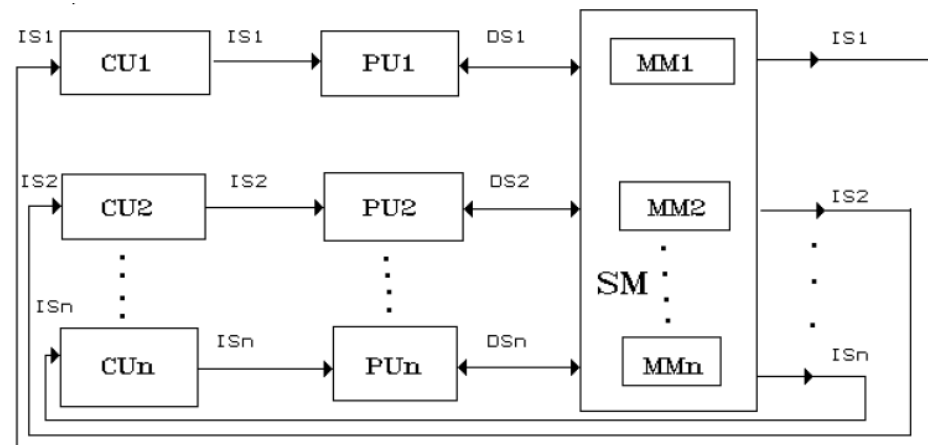 IS1 CU1 IS1 PU1 DS1 MM1 IS1
IS2 CU2 IS2 PU2 DS2 MM2 IS2
SM
ISn CUn ISn PUn DSn MMn ISn